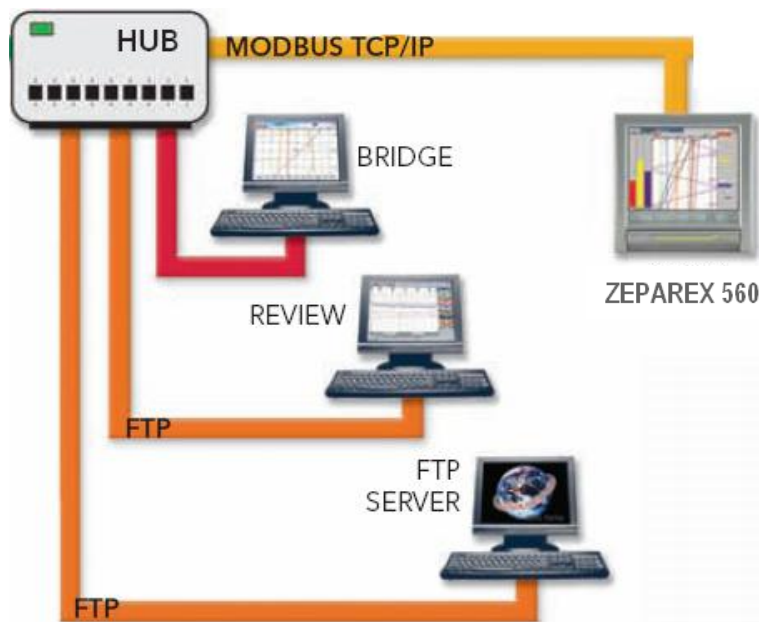 HUB
MODBUS TCP/IP
BRIDGE
ZEPAREX 560
REVIEW
FTP
FTP
SERVER
FTP